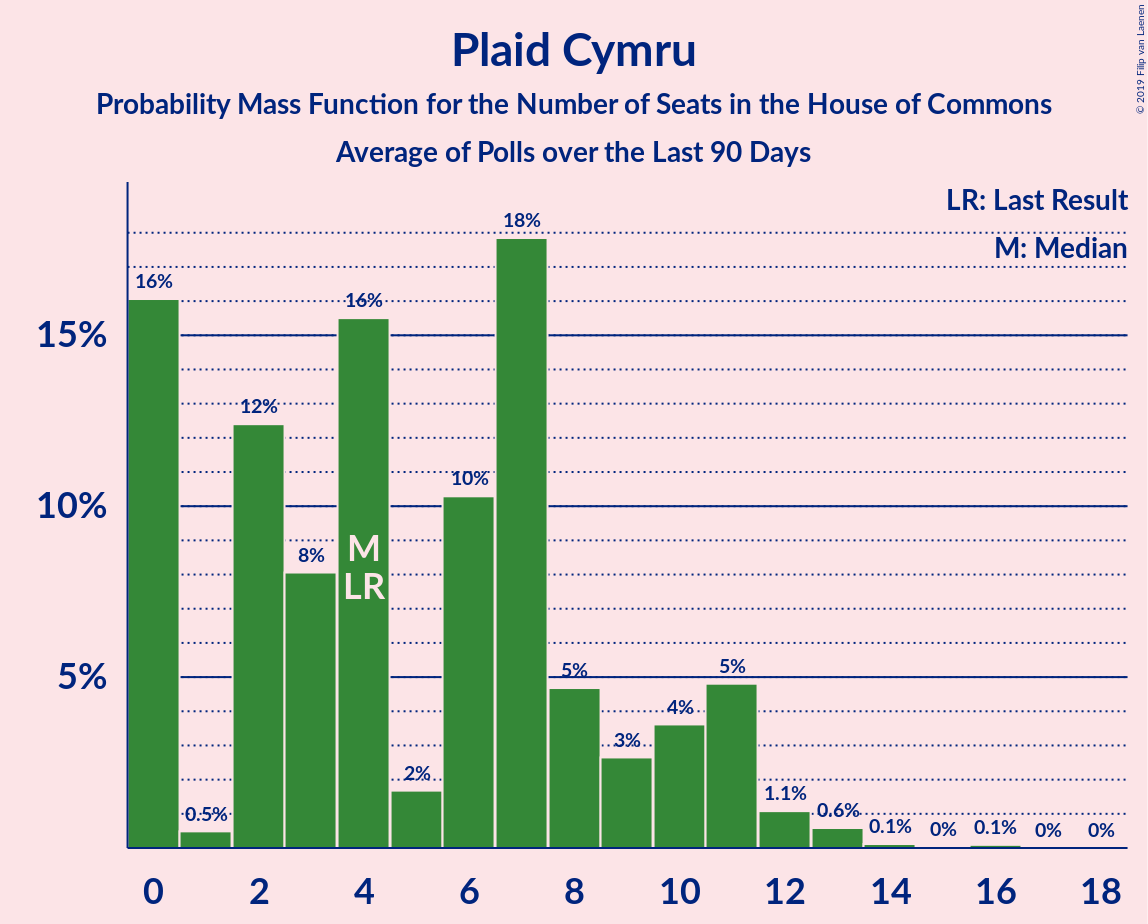 Plaid Cymru
Probability Mass Function for the Number of Seats in the House of Commons
Average of Polls over the Last 90 Days
© 2019 Filip van Laenen
LR: Last Result
M: Median
15%
10%
5%
16%
0.5%
12%
8%
16%
2%
10%
18%
5%
3%
4%
5%
1.1%
0.6%
0.1%
0%
0.1%
0%
0%
M
LR
0 2 4 6 8 10 12 14 16 18